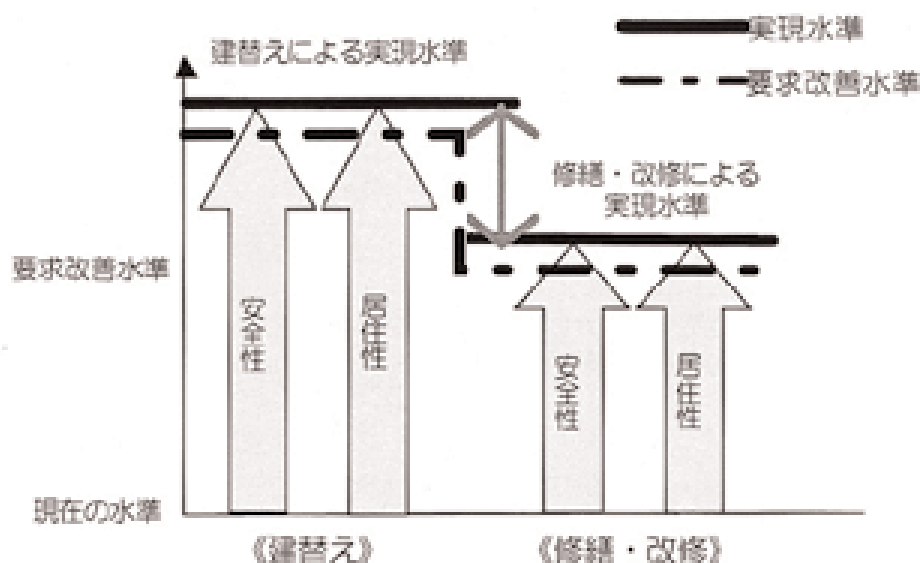 建替えによる実現水準
実現水準
要求改善水準
修繕・改修による
実現水準
要求改善水準
安全性
居住性
安全性
居住性
現在の水準
《建替え》
《修繕・改修》